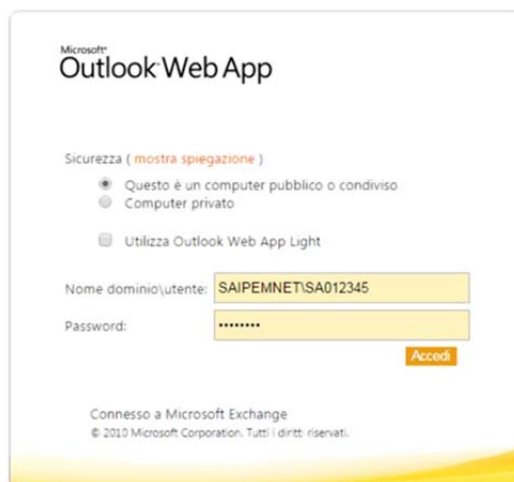 Microsoft®
Outlook Web App
Sicurezza ( mostra spiegazione )
Questo è un computer pubblico o condiviso
Computer privato
Utilizza Outlook Web App Light
Nome dominio\utente: SAIPEMNET\SA012345
Password: ••••••••
Accedi
Connesso a Microsoft Exchange
© 2010 Microsoft Corporation. Tutti i diritti riservati.